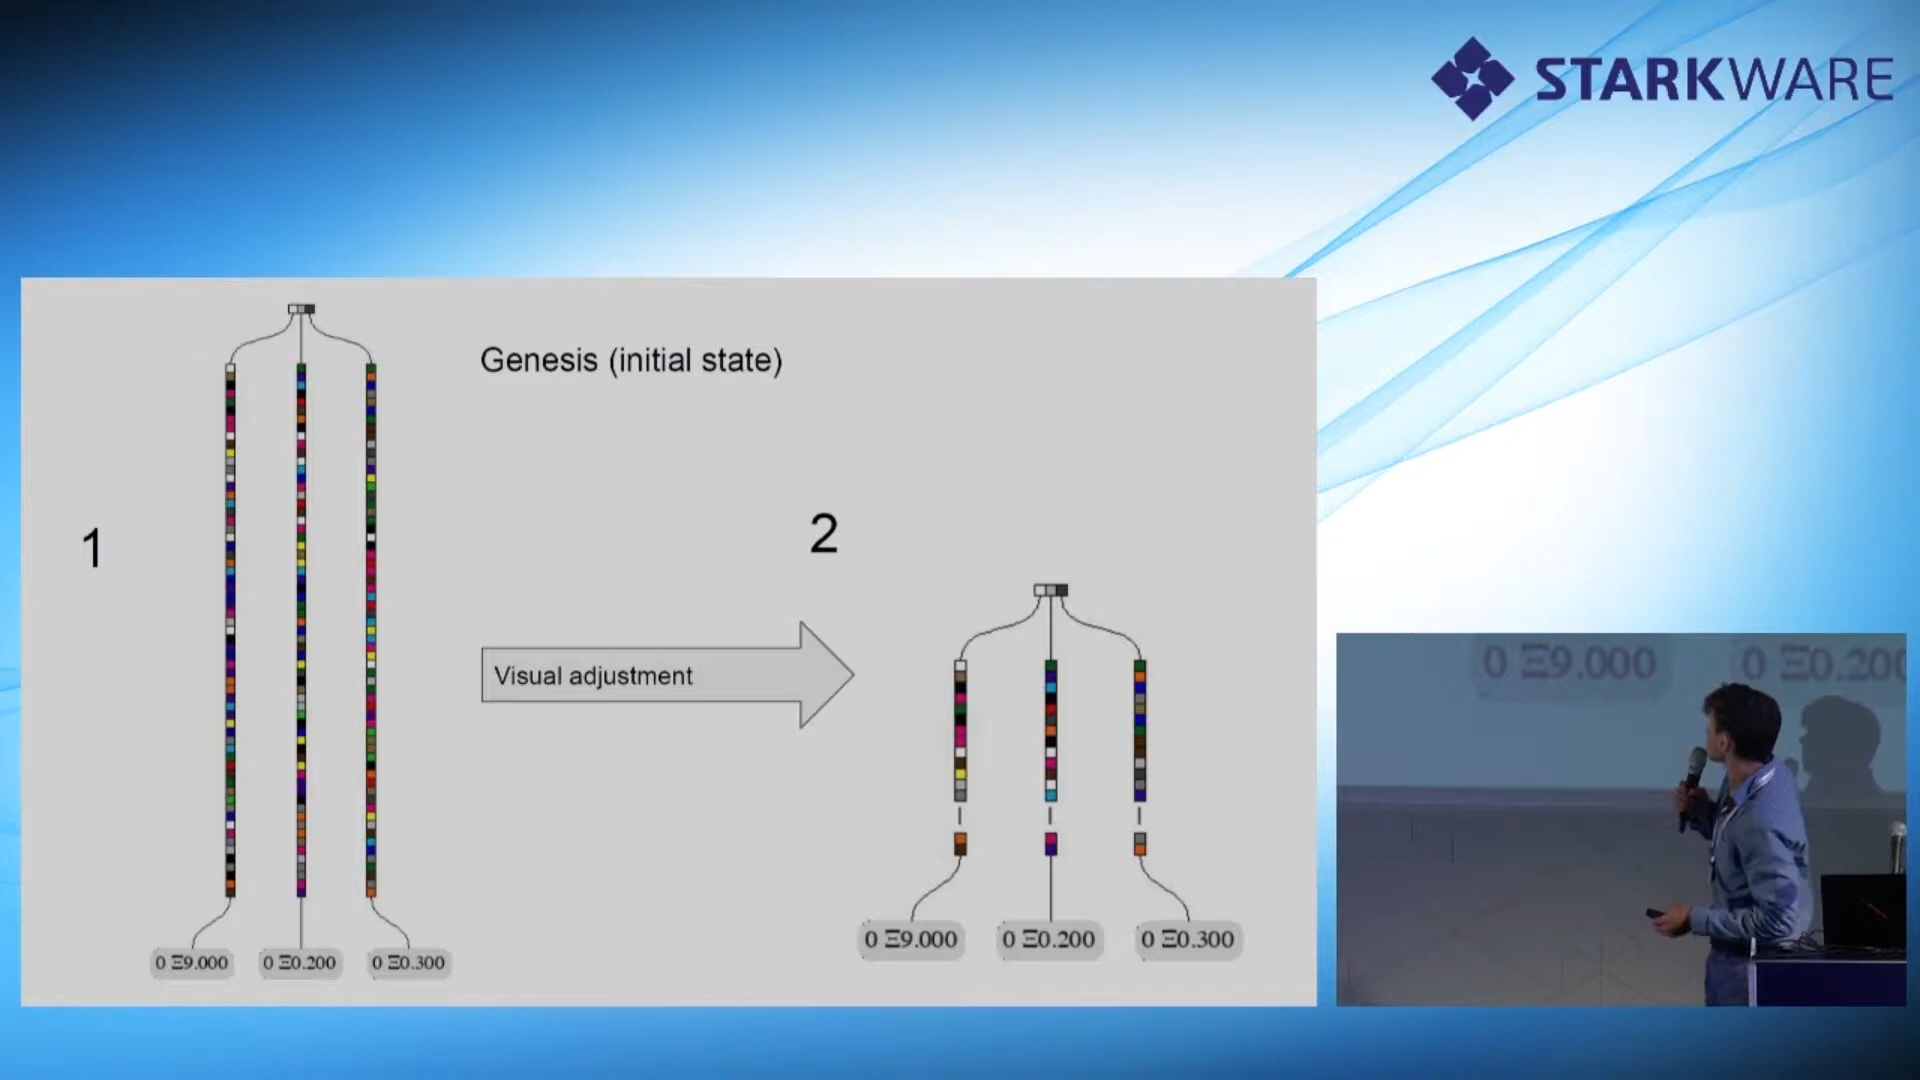 STARKWARE
Genesis (initial state)
1
2
Visual adjustment
0 Ξ9.000
0 Ξ0.200
0 Ξ0.300
0 Ξ9.000
0 Ξ0.200
0 Ξ0.300
0 Ξ9.000
0 Ξ0.200